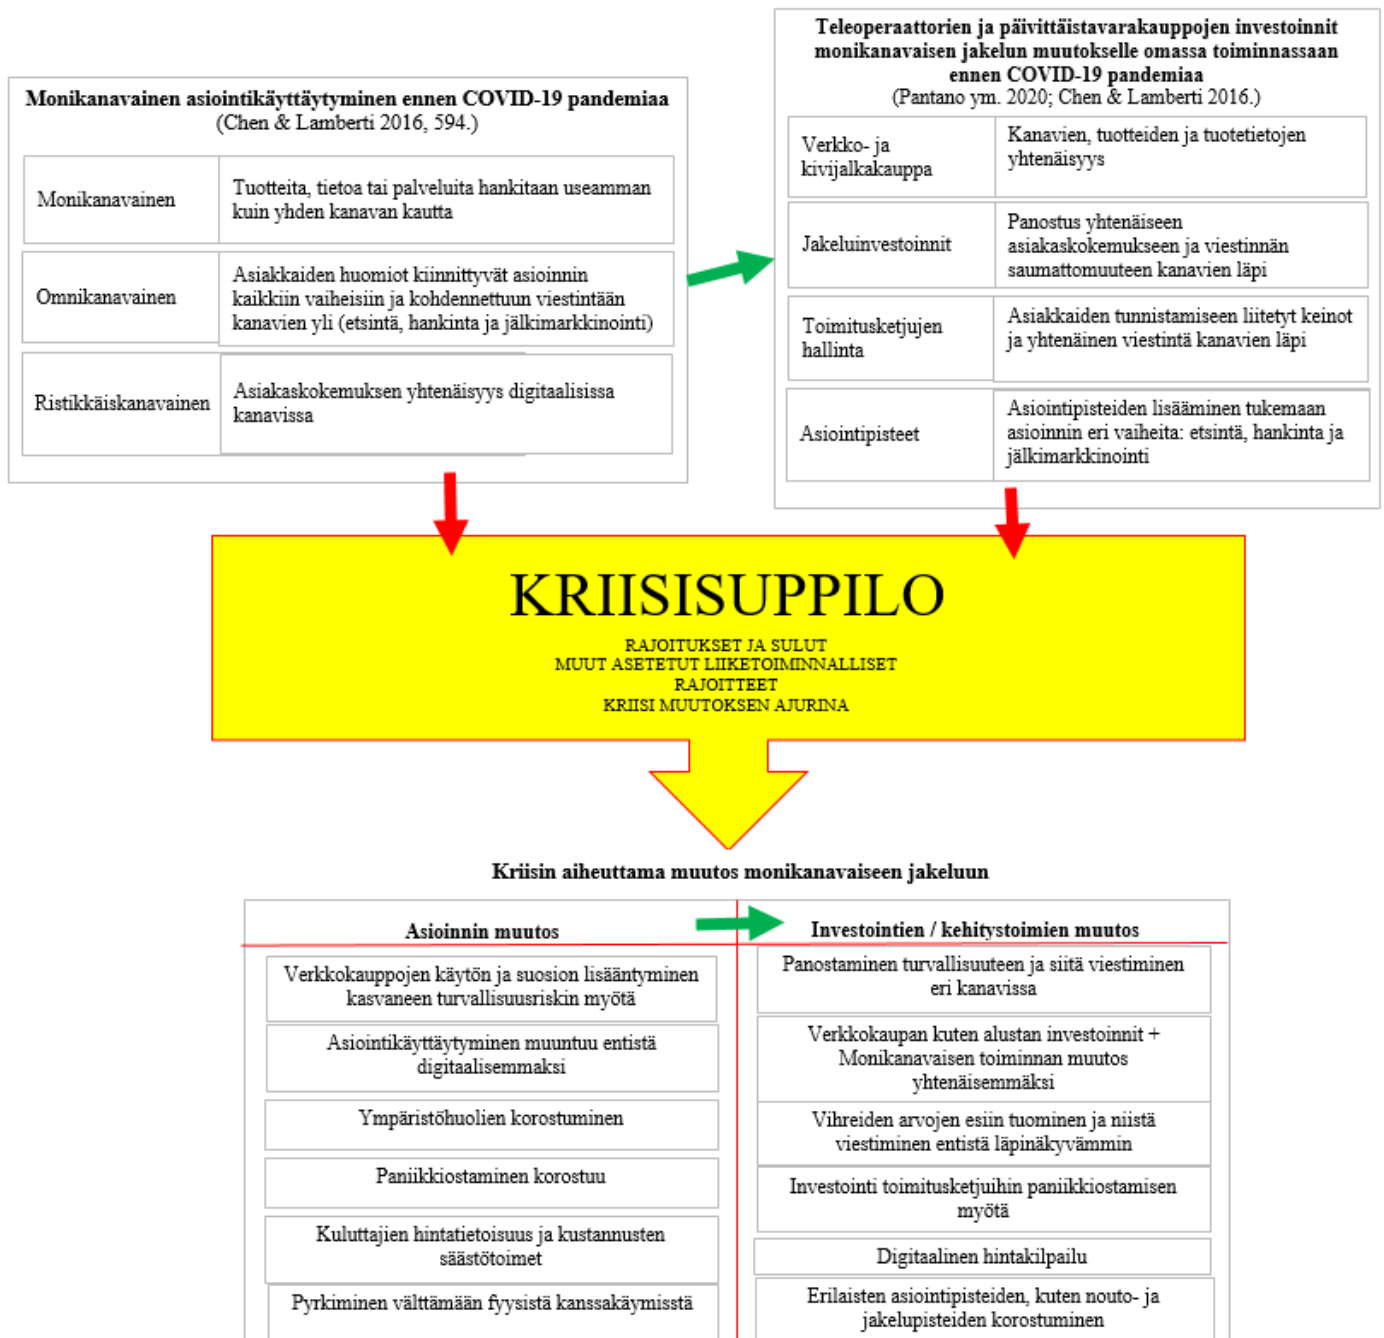 Monikanavainen asiointikäyttäytyminen ennen COVID-19 pandemiaa
(Chen & Lamberti 2016, 594.)
Monikanavainen
Tuotteita, tietoa tai palveluita hankitaan useamman
kuin yhden kanavan kautta
Omnikanavainen
Asiakkaiden huomiot kiinnittyvät asioinnin
kaikkiin vaiheisiin ja kohdennettuun viestintään
kanavien yli (etsintä, hankinta ja jälkimarkkinointi)
Ristikkäiskanavainen
Asiakaskokemuksen yhtenäisyys digitaalisissa
kanavissa
Teleoperaattorien ja päivittäistavarakauppojen investoinnit
monikanavaisen jakelun muutokselle omassa toiminnassaan
ennen COVID-19 pandemiaa
(Pantano ym. 2020; Chen & Lamberti 2016.)
Verkko- ja
kivijalkakauppa
Kanavien, tuotteiden ja tuotetietojen
yhtenäisyys
Jakeluinvestoinnit
Panostus yhtenäiseen
asiakaskokemukseen ja viestinnän
saumattomuuteen kanavien läpi
Toimitusketjujen
hallinta
Asiakkaiden tunnistamiseen liitetyt keinot
ja yhtenäinen viestintä kanavien läpi
Asiointipisteet
Asiointipisteiden lisääminen tukemaan
asioinnin eri vaiheita: etsintä, hankinta ja
jälkimarkkinointi
KRIISISUPPILO
RAJOITUKSET JA SULUT
MUUT ASETETUT LIIKETOIMINNALLISET
RAJOITTEET
KRIISI MUUTOKSEN AJURINA
Kriisin aiheuttama muutos monikanavaiseen jakeluun
Asioinnin muutos
Verkkokauppojen käytön ja suosion lisääntyminen
kasvaneen turvallisuusriskin myötä
Asiointikäyttäytyminen muuntuu entistä
digitaalisemmaksi
Ympäristöhuolien korostuminen
Paniikkiostaminen korostuu
Kuluttajien hintatietoisuus ja kustannusten
säästötoimet
Pyrkiminen välttämään fyysistä kanssakäymisstä
Investointien / kehitystoimien muutos
Panostaminen turvallisuuteen ja siitä viestiminen
eri kanavissa
Verkkokaupan kuten alustan investoinnit +
Monikanavaisen toiminnan muutos
yhtenäisemmäksi
Vihreiden arvojen esiin tuominen ja niistä
viestiminen entistä läpinäkyvämmin
Investointi toimitusketjuihin paniikkiostamisen
myötä
Digitaalinen hintakilpailu
Erilaisten asiointipisteiden, kuten nouto- ja
jakelupisteiden korostuminen